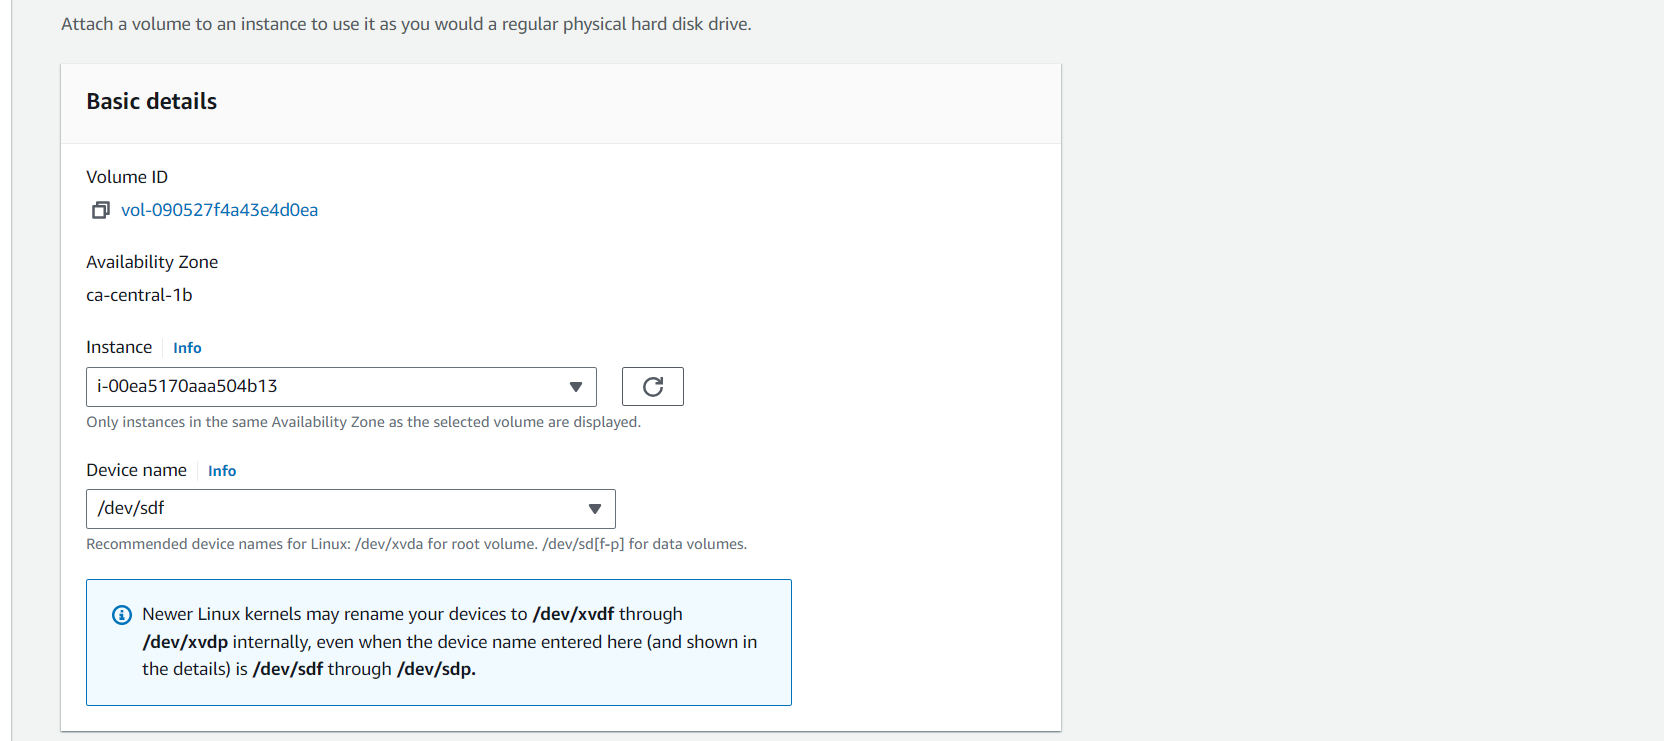 Attach a volume to an instance to use it as you would a regular physical hard disk drive.
Basic details
Volume ID
vol-090527f4a43e4d0ea
Availability Zone
ca-central-1b
Instance Info
i-00ea5170aaa504b13
Only instances in the same Availability Zone as the selected volume are displayed.
Device name Info
/dev/sdf
Recommended device names for Linux: /dev/xvda for root volume. /dev/sd[f-p] for data volumes.
Newer Linux kernels may rename your devices to /dev/xvdf through
/dev/xvdp internally, even when the device name entered here (and shown in
the details) is /dev/sdf through /dev/sdp.